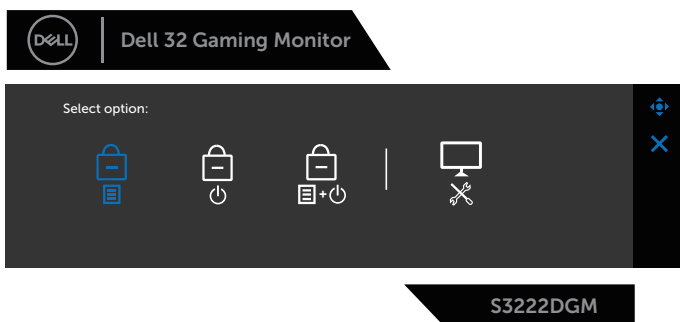 DELL
Dell 32 Gaming Monitor
Select option:
+
S3222DGM